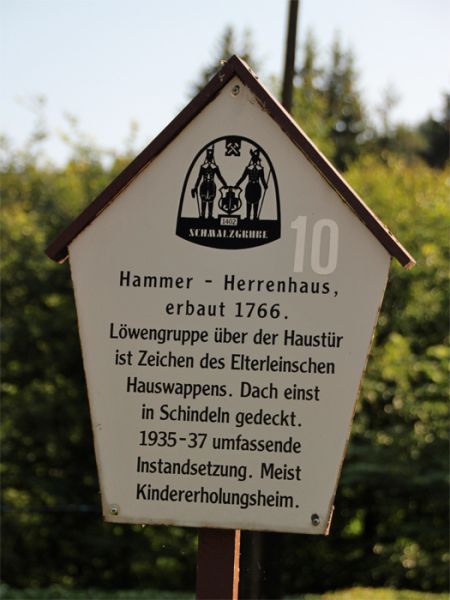 1402
SCHMALZGRUBE
10
Hammer - Herrenhaus,
erbaut 1766.
Löwengruppe über der Haustür
ist Zeichen des Elterleinschen
Hauswappens. Dach einst
in Schindeln gedeckt.
1935-37 umfassende
Instandsetzung. Meist
Kindererholungsheim.